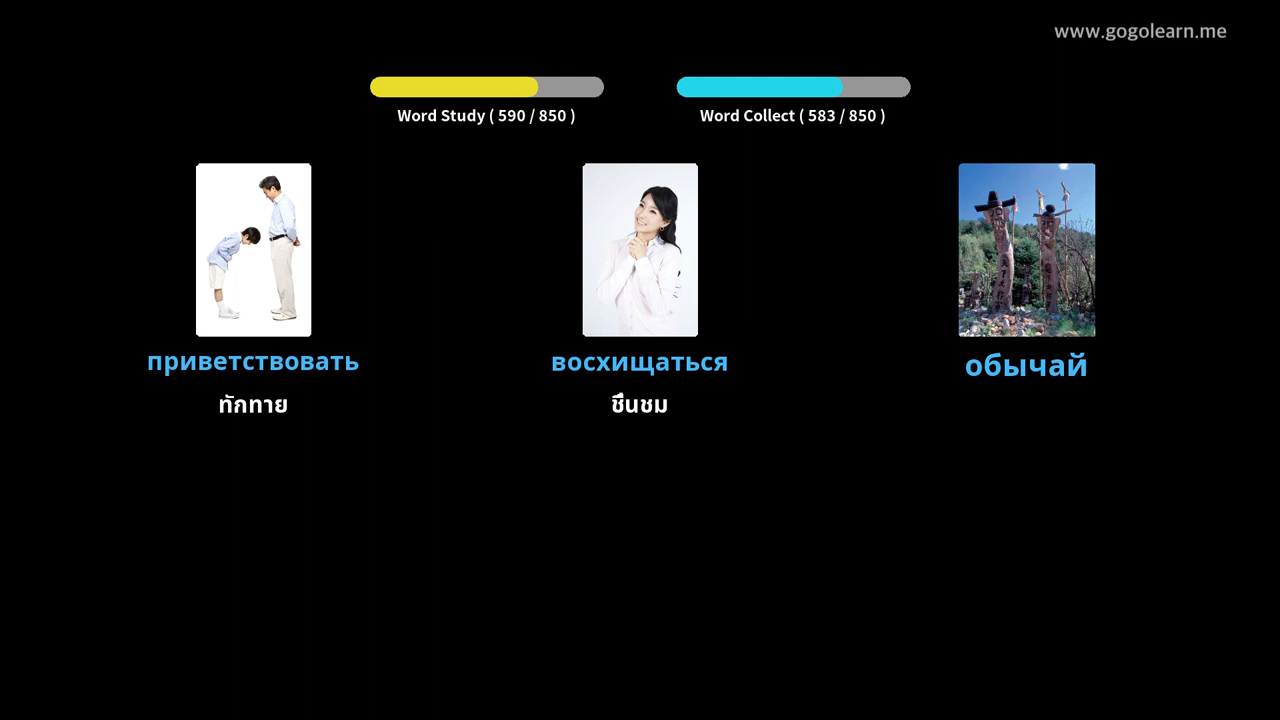 www.gogolearn.me
Word Study ( 590 / 850 )
Word Collect ( 583 / 850 )
приветствовать
ทักทาย
восхищаться
ชื่นชม
обычай